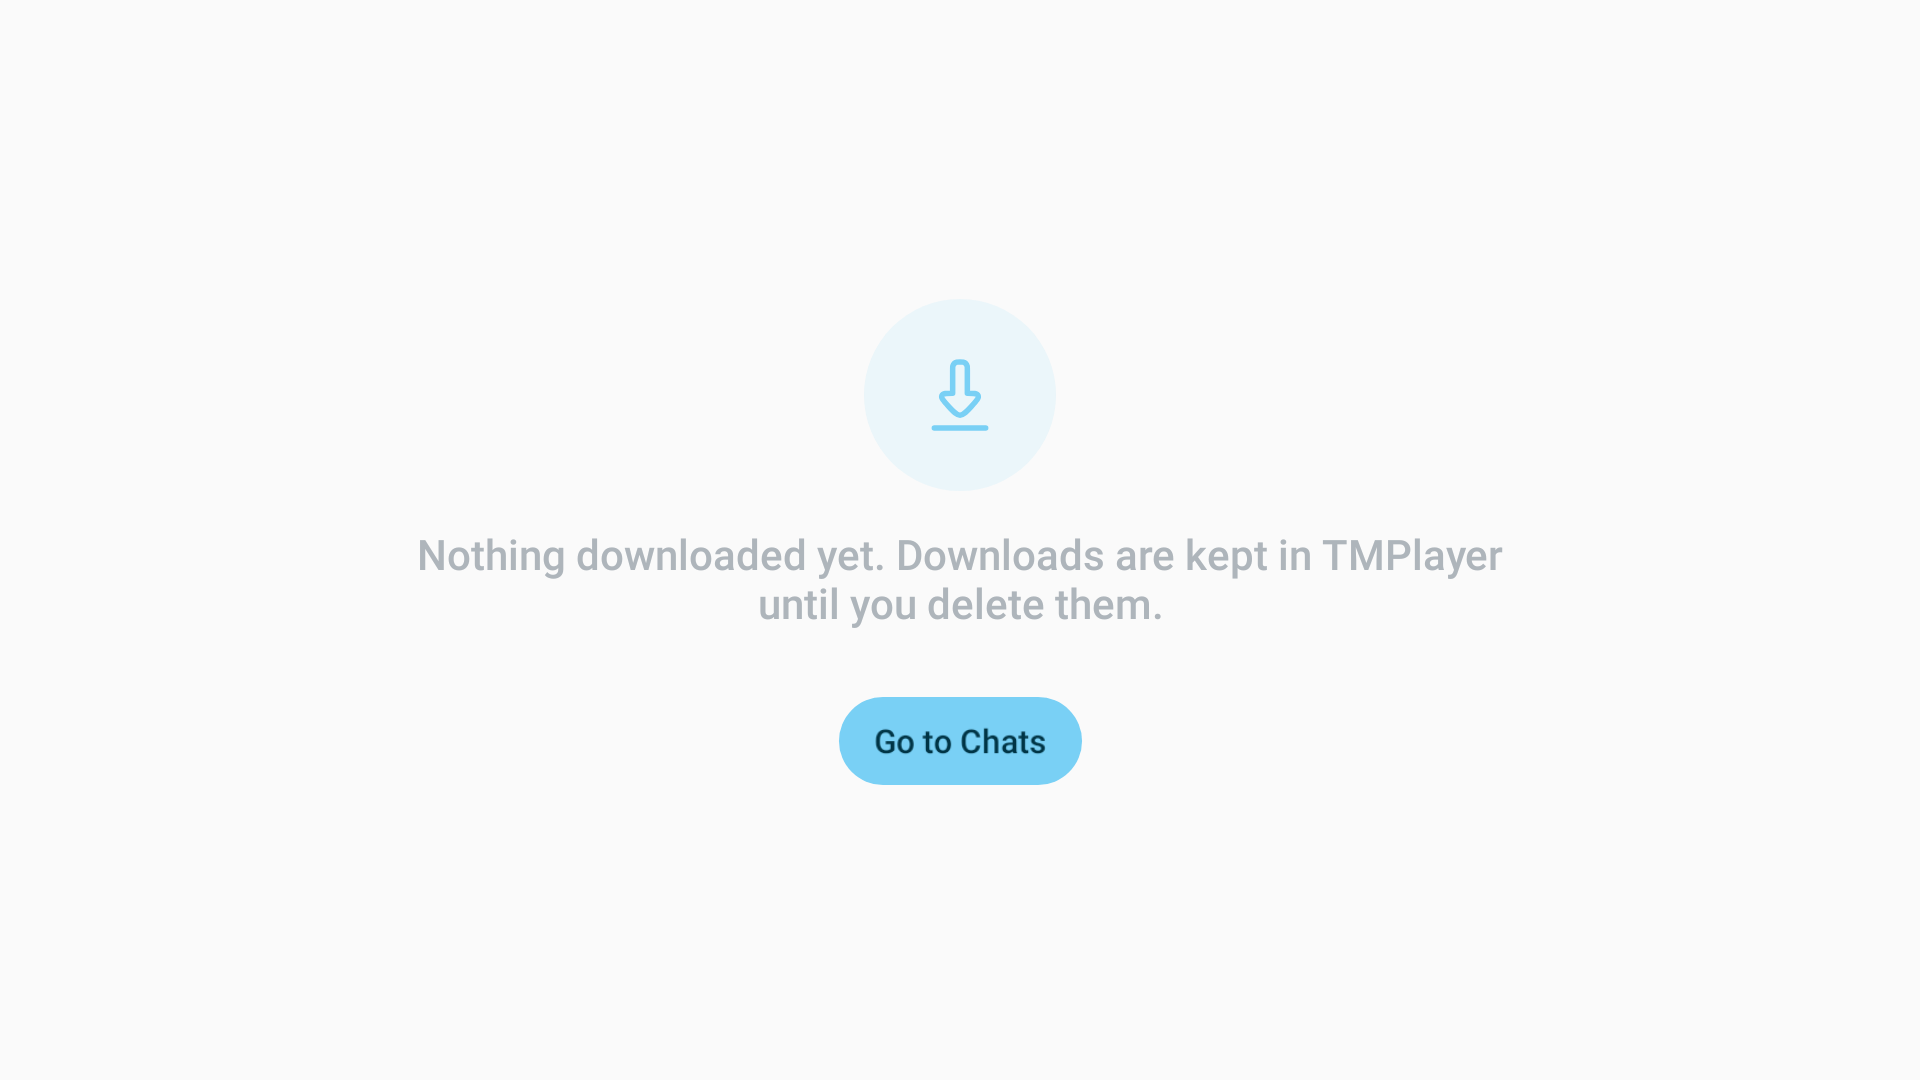 Nothing downloaded yet. Downloads are kept in TMPlayer
until you delete them.
Go to Chats